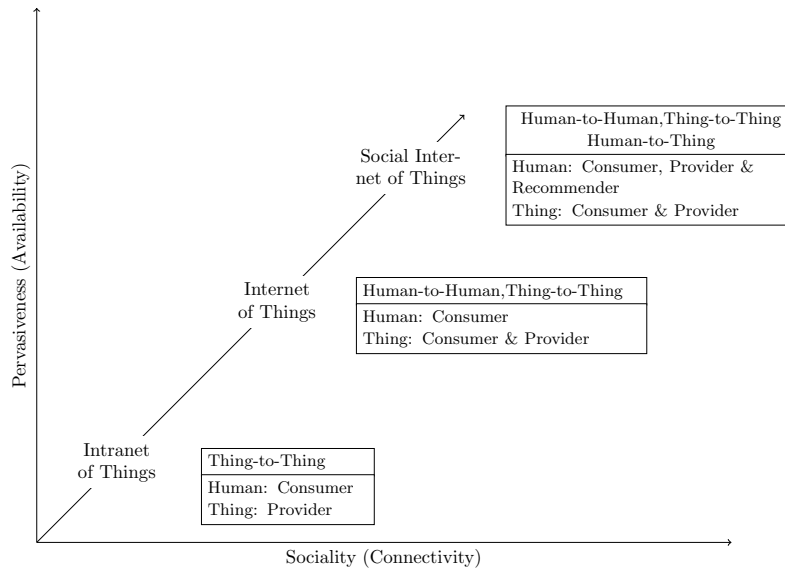 Human-to-Human,Thing-to-Thing
Human-to-Thing
Human: Consumer, Provider &
Recommender
Thing: Consumer & Provider
Social Inter-
net of Things
Internet
of Things
Human-to-Human,Thing-to-Thing
Human: Consumer
Thing: Consumer & Provider
Intranet
of Things
Thing-to-Thing
Human: Consumer
Thing: Provider
Pervasiveness (Availability)
Sociality (Connectivity)